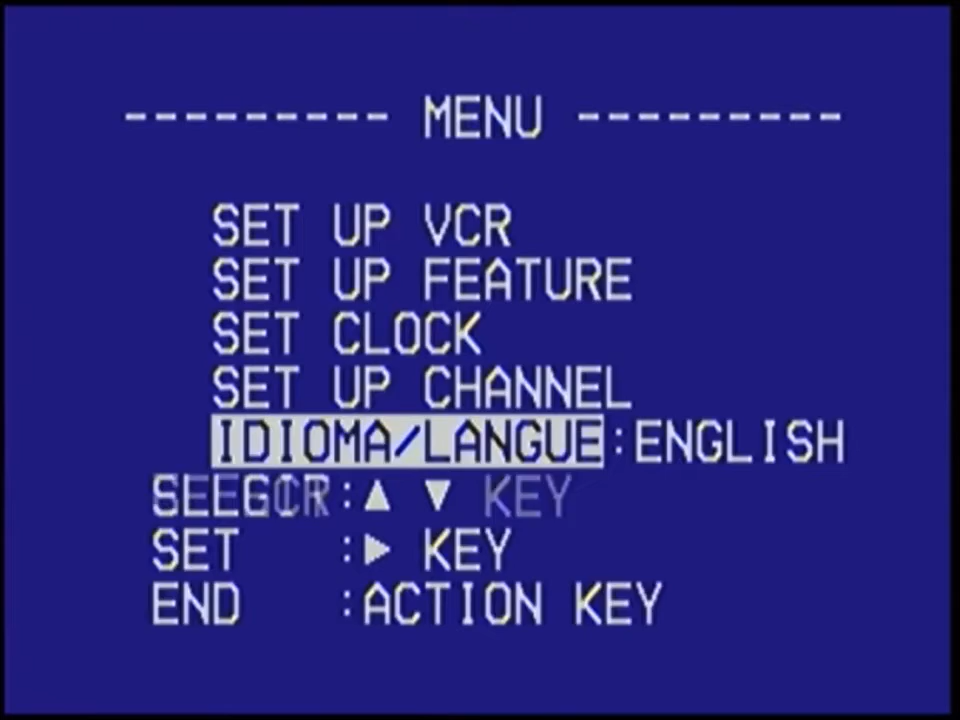 --------- MENU ---------
SET UP VCR
SET UP FEATURE
SET CLOCK
SET UP CHANNEL
IDIOMA/LANGUE:ENGLISH
:▲ ▼ KEY
SET :▶ KEY
END :ACTION KEY